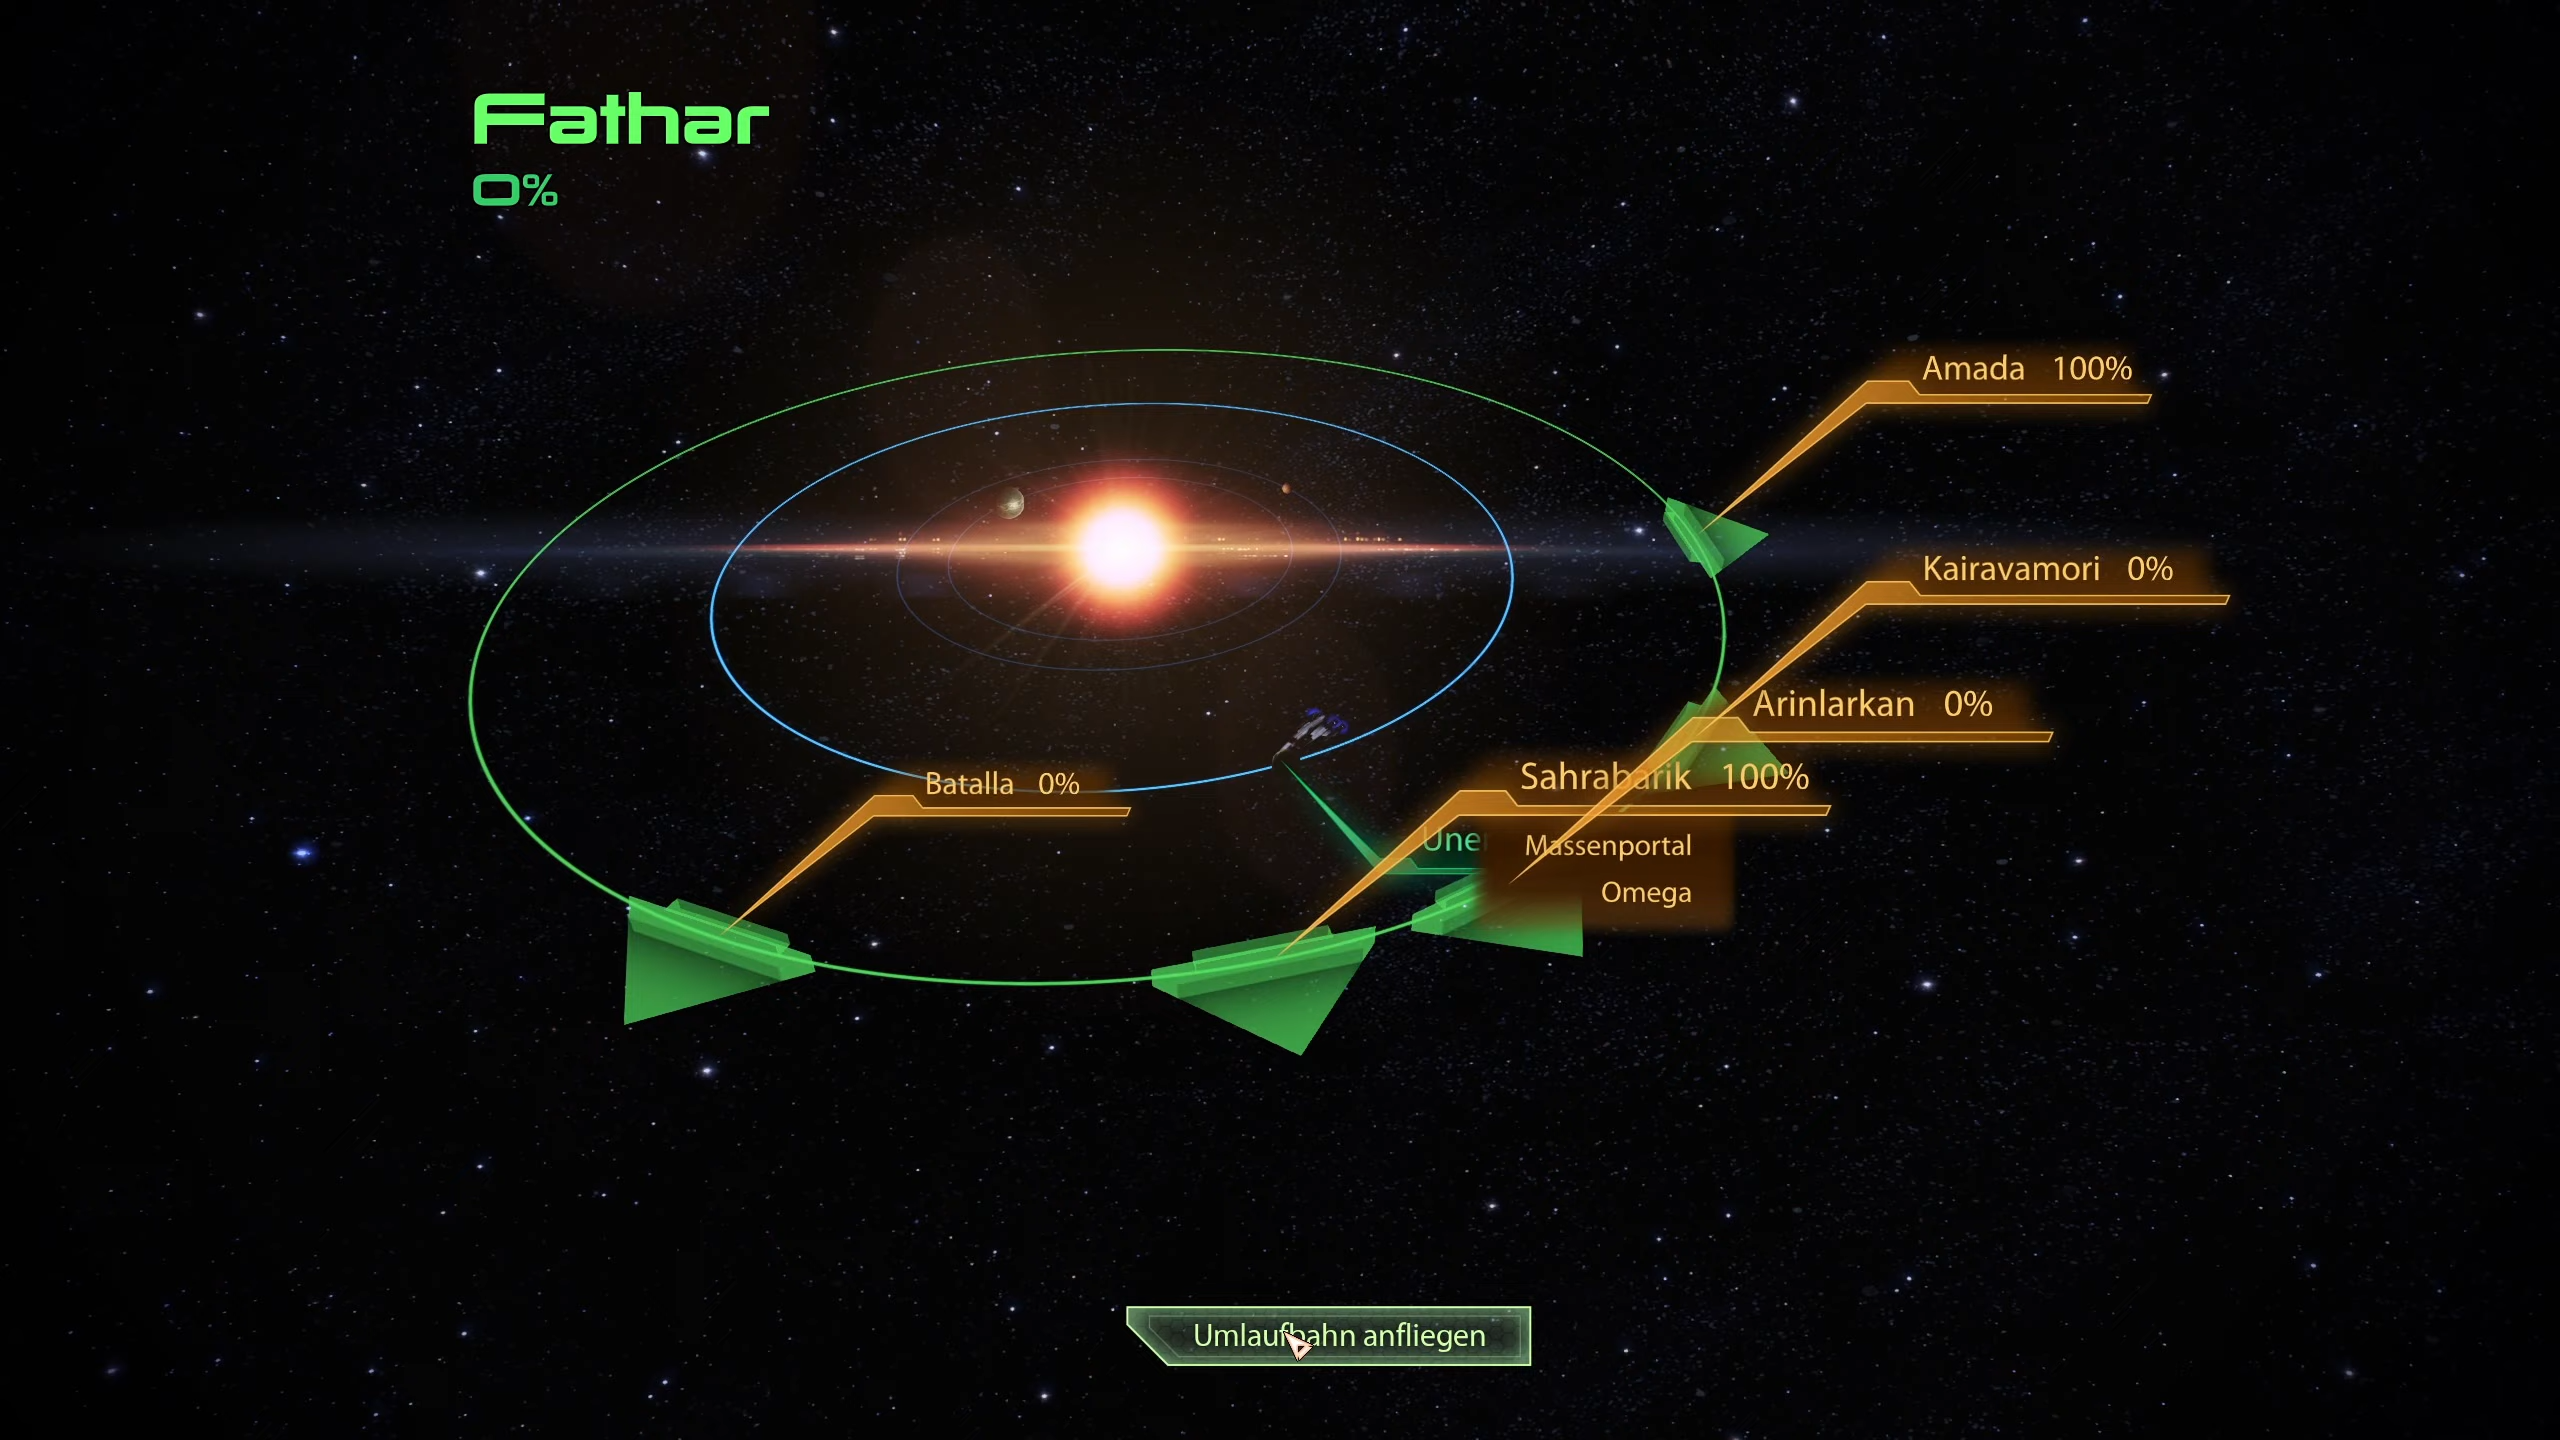 Fathar
0%
Amada 100%
Kairavamori 0%
Arinlarkan 0%
Sahrabarik 100%
Batalla 0%
Massenportal
Omega
Umlaufbahn anfliegen